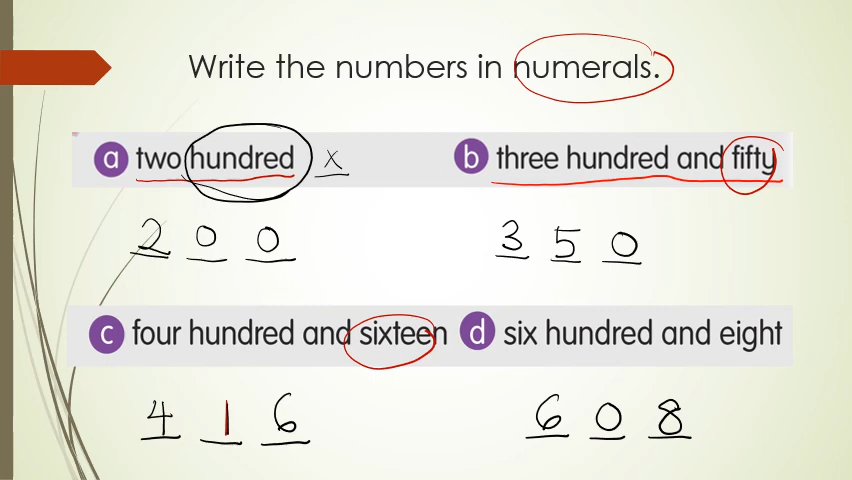 Write the numbers in numerals.
a two hundred x
b three hundred and fifty
2 0 0
3 5 0
c four hundred and sixteen
d six hundred and eight
4 1 6
6 0 8